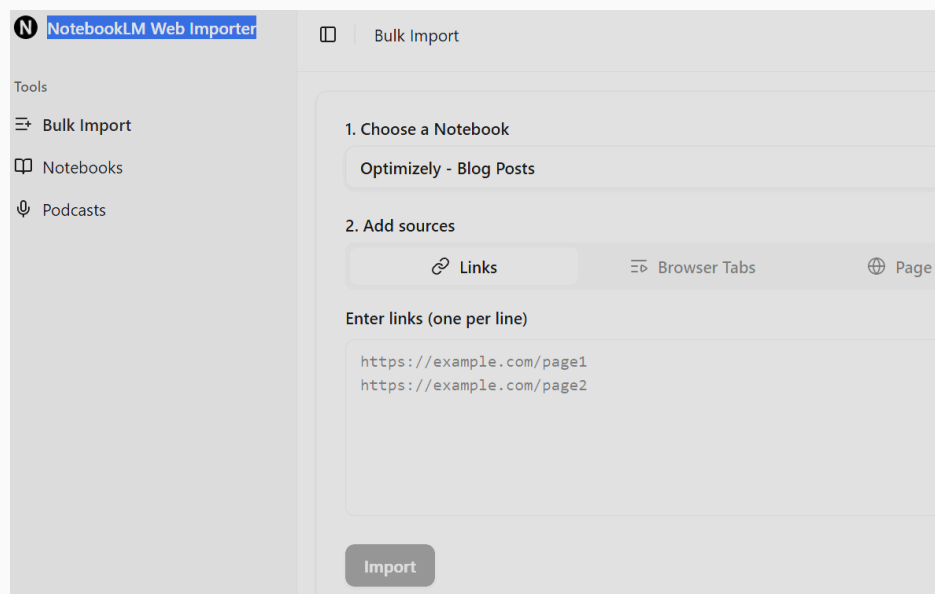 N NotebookLM Web Importer
Tools
Bulk Import
Notebooks
Podcasts
Bulk Import
1. Choose a Notebook
Optimizely - Blog Posts
2. Add sources
Links
Browser Tabs
Page
Enter links (one per line)
https://example.com/page1
https://example.com/page2
Import